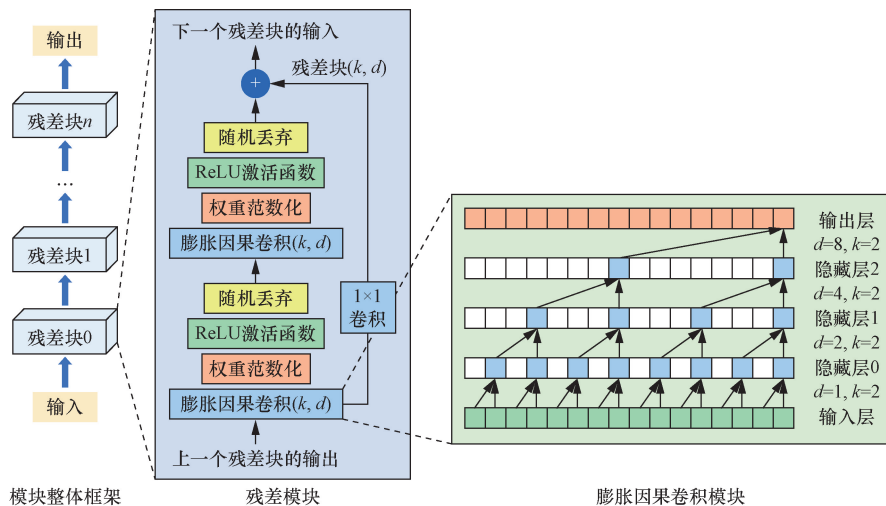 输出
残差块n
...
残差块1
残差块0
输入
模块整体框架
下一个残差块的输入
+
残差块(k, d)
随机丢弃
ReLU激活函数
权重范数化
膨胀因果卷积(k, d)
随机丢弃
ReLU激活函数
权重范数化
膨胀因果卷积(k, d)
1×1
卷积
上一个残差块的输出
残差模块
输出层
d=8, k=2
隐藏层2
d=4, k=2
隐藏层1
d=2, k=2
隐藏层0
d=1, k=2
输入层
膨胀因果卷积模块